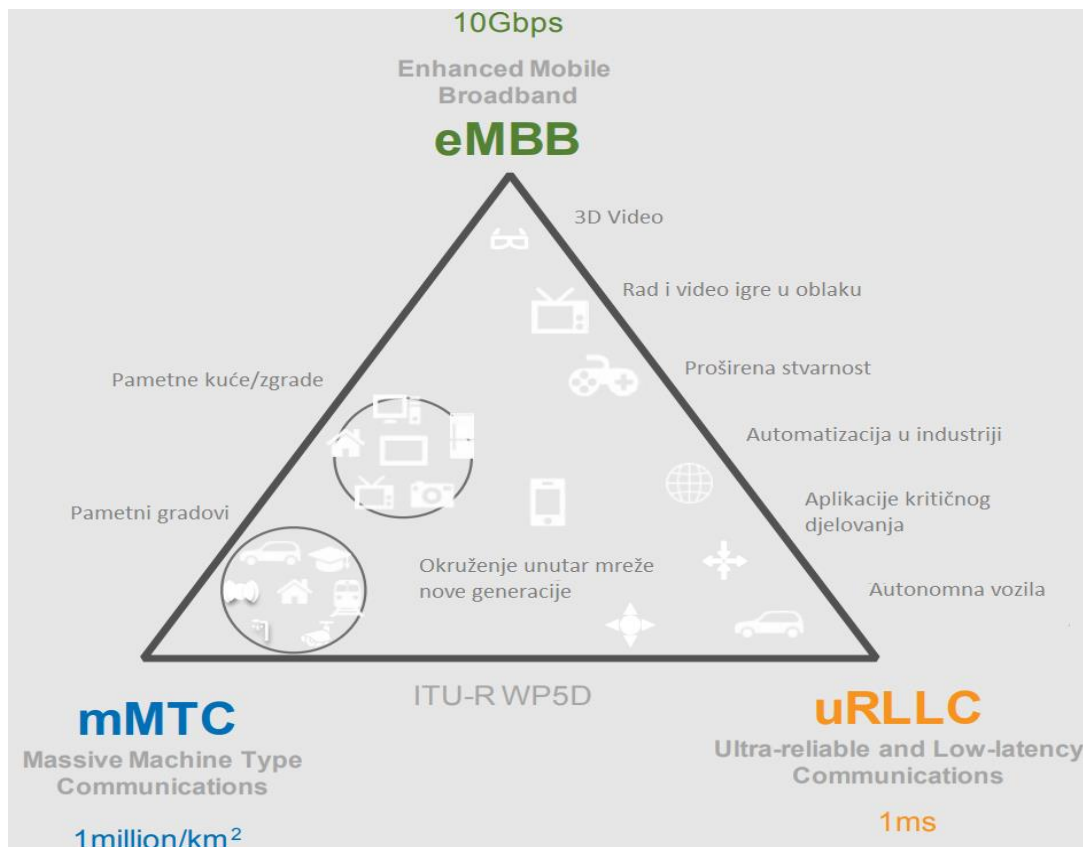 10Gbps
Enhanced Mobile
Broadband
eMBB
3D Video
Rad i video igre u oblaku
Pametne kuće/zgrade
Proširena stvarnost
Automatizacija u industriji
Pametni gradovi
Aplikacije kritičnog
djelovanja
Okruženje unutar mreže
nove generacije
Autonomna vozila
ITU-R WP5D
mMTC
Massive Machine Type
Communications
1million/km²
uRLLC
Ultra-reliable and Low-latency
Communications
1ms